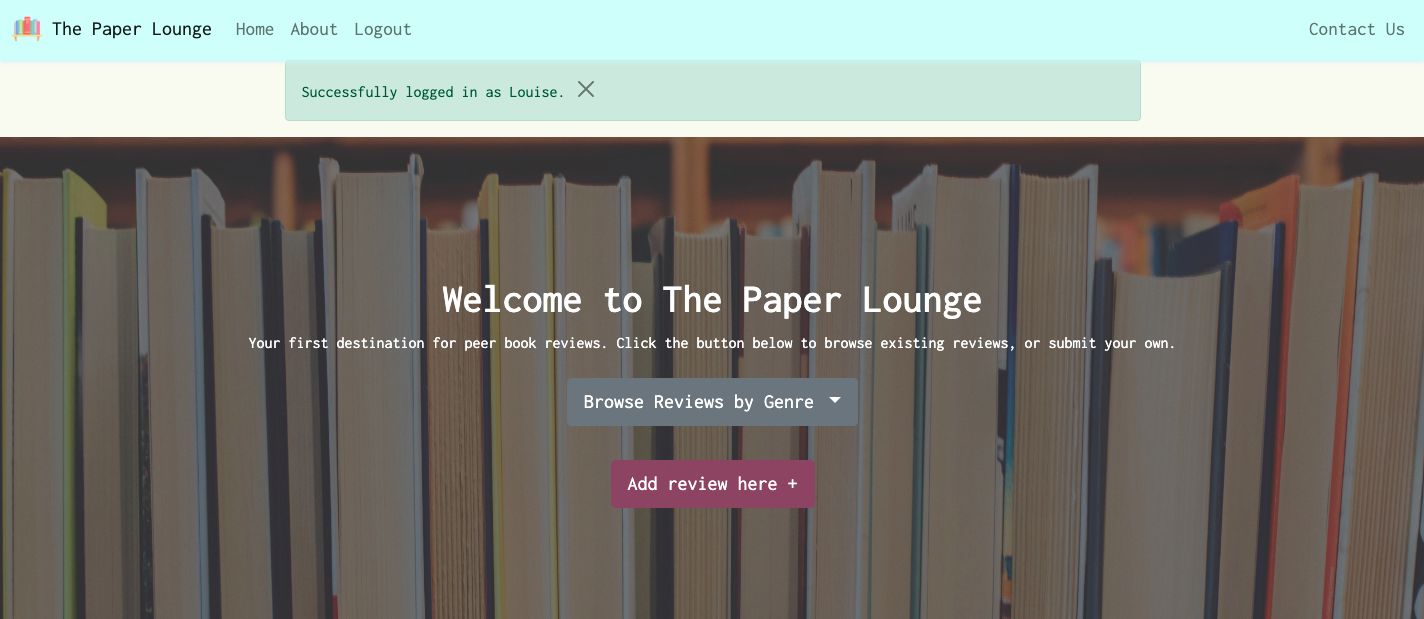 The Paper Lounge Home About Logout Contact Us
Successfully logged in as Louise.
Welcome to The Paper Lounge
Your first destination for peer book reviews. Click the button below to browse existing reviews, or submit your own.
Browse Reviews by Genre
Add review here +